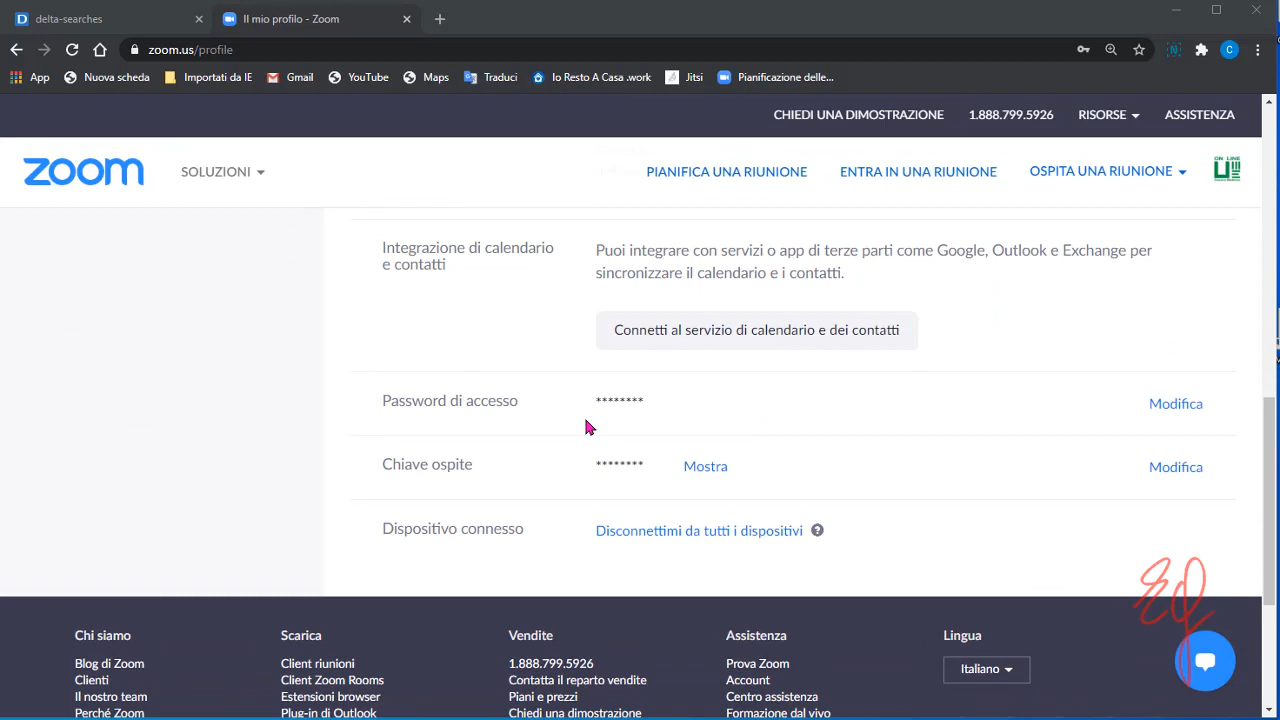 delta-searches
Il mio profilo - Zoom
zoom.us/profile
App Nuova scheda Importati da IE Gmail YouTube Maps Traduci Io Resto A Casa .work Jitsi Pianificazione delle...
CHIEDI UNA DIMOSTRAZIONE 1.888.799.5926 RISORSE ASSISTENZA
zoom SOLUZIONI PIANIFICA UNA RIUNIONE ENTRA IN UNA RIUNIONE OSPITA UNA RIUNIONE ON LINE
Integrazione di calendario
e contatti
Puoi integrare con servizi o app di terze parti come Google, Outlook e Exchange per
sincronizzare il calendario e i contatti.
Connetti al servizio di calendario e dei contatti
Password di accesso ******** Modifica
Chiave ospite ******** Mostra Modifica
Dispositivo connesso Disconnettimi da tutti i dispositivi ?
Chi siamo Scarica Vendite Assistenza Lingua
Blog di Zoom Client riunioni 1.888.799.5926 Prova Zoom Italiano
Clienti Client Zoom Rooms Contatta il reparto vendite Account
Il nostro team Estensioni browser Piani e prezzi Centro assistenza
Perché Zoom Plug-in di Outlook Chiedi una dimostrazione Formazione dal vivo